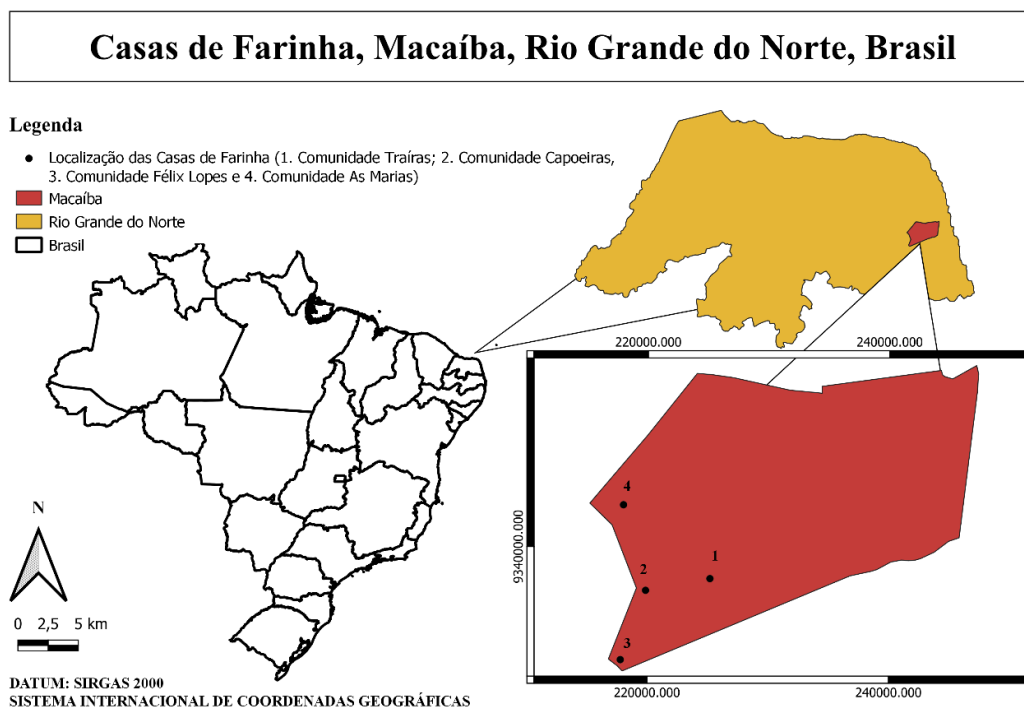 Casas de Farinha, Macaíba, Rio Grande do Norte, Brasil
Legenda
Localização das Casas de Farinha (1. Comunidade Traíras; 2. Comunidade Capoeiras,
3. Comunidade Félix Lopes e 4. Comunidade As Marias)
Macaíba
Rio Grande do Norte
Brasil
220000.000 240000.000
4
9340000.000
1
2
3
220000.000 240000.000
N
0 2,5 5 km
DATUM: SIRGAS 2000
SISTEMA INTERNACIONAL DE COORDENADAS GEOGRÁFICAS